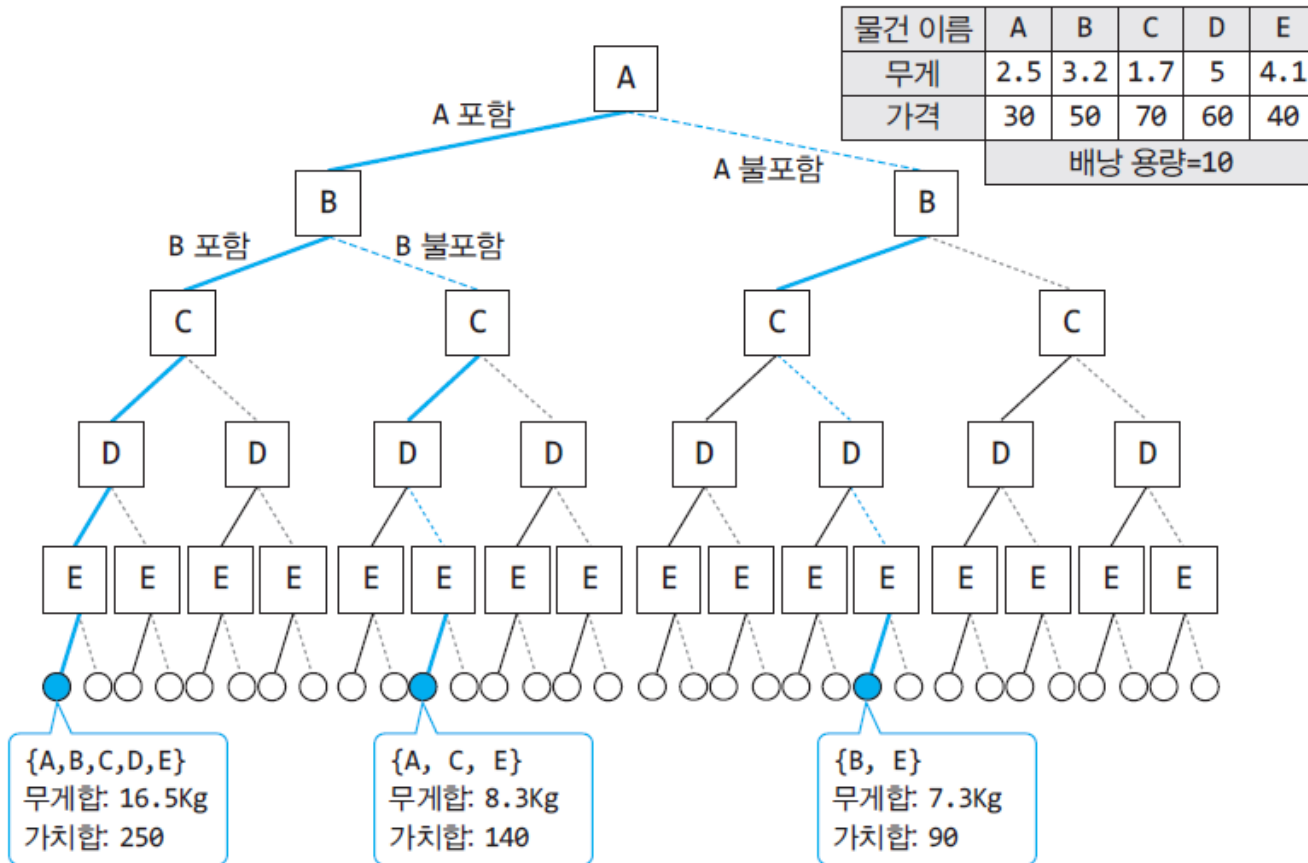 물건 이름 A B C D E
무게 2.5 3.2 1.7 5 4.1
가격 30 50 70 60 40
배낭 용량=10
A
A 포함
A 불포함
B B
B 포함 B 불포함
C C C C
D D D D D D D D
E E E E E E E E E E E E E E E E
{A,B,C,D,E}
무게합: 16.5Kg
가치합: 250
{A, C, E}
무게합: 8.3Kg
가치합: 140
{B, E}
무게합: 7.3Kg
가치합: 90